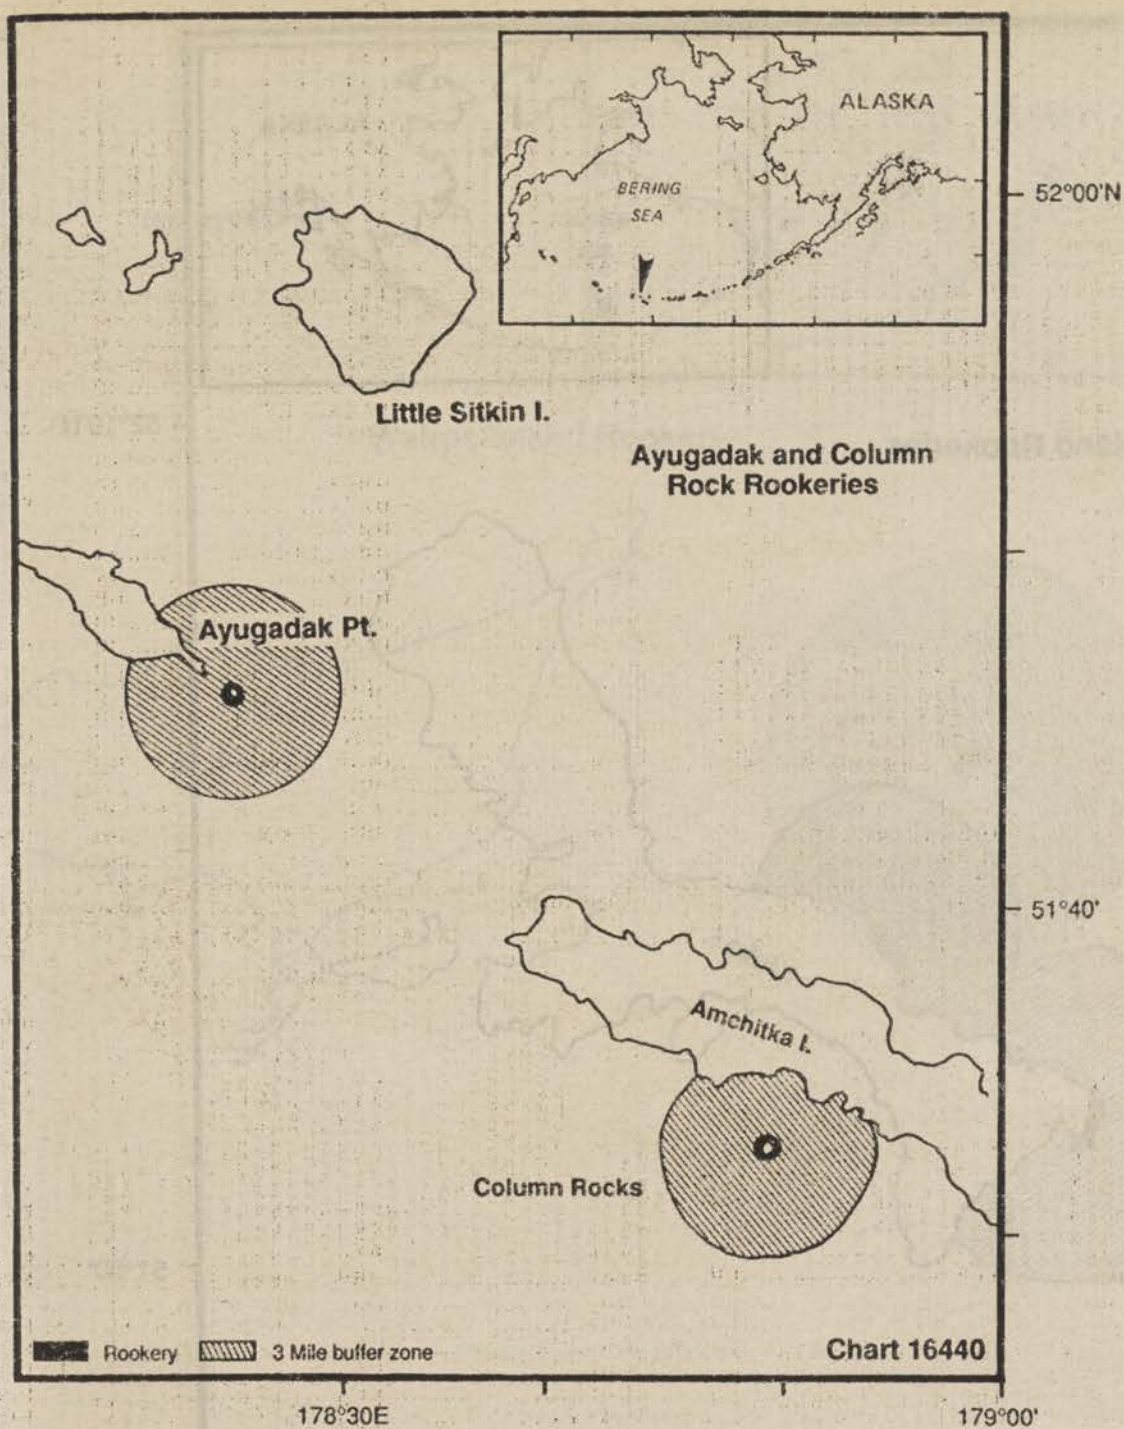 ALASKA
BERING
SEA
52°00'N
Little Sitkin I.
Ayugadak and Column
Rock Rookeries
Ayugadak Pt.
51°40'
Amchitka I.
Column Rocks
Rookery
3 Mile buffer zone
Chart 16440
178°30E
179°00'